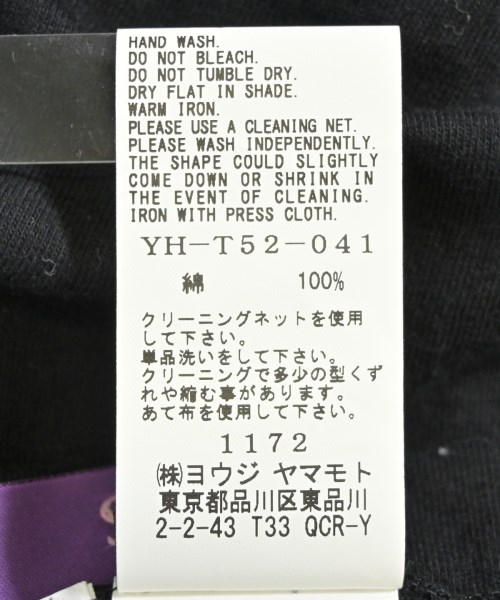 HAND WASH.
DO NOT BLEACH.
DO NOT TUMBLE DRY.
DRY FLAT IN SHADE.
WARM IRON.
PLEASE USE A CLEANING NET.
PLEASE WASH INDEPENDENTLY.
THE SHAPE COULD SLIGHTLY
COME DOWN OR SHRINK IN
THE EVENT OF CLEANING.
IRON WITH PRESS CLOTH.
YH-T52-041
綿 100%
クリーニングネットを使用
して下さい。
単品洗いをして下さい。
クリーニングで多少の型くず
れや縮む事があります。
あて布を使用して下さい。
1172
㈱ヨウジ ヤマモト
東京都品川区東品川
2-2-43 T33 QCR-Y